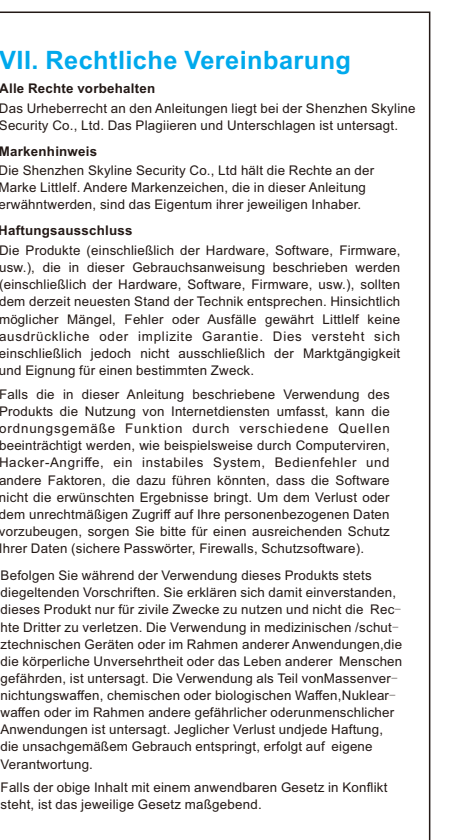 VII. Rechtliche Vereinbarung
Alle Rechte vorbehalten
Das Urheberrecht an den Anleitungen liegt bei der Shenzhen Skyline
Security Co., Ltd. Das Plagiieren und Unterschlagen ist untersagt.
Markenhinweis
Die Shenzhen Skyline Security Co., Ltd hält die Rechte an der
Marke Littlelf. Andere Markenzeichen, die in dieser Anleitung
erwähntwerden, sind das Eigentum ihrer jeweiligen Inhaber.
Haftungsausschluss
Die Produkte (einschließlich der Hardware, Software, Firmware,
usw.), die in dieser Gebrauchsanweisung beschrieben werden
(einschließlich der Hardware, Software, Firmware, usw.), sollten
dem derzeit neuesten Stand der Technik entsprechen. Hinsichtlich
möglicher Mängel, Fehler oder Ausfälle gewährt Littlelf keine
ausdrückliche oder implizite Garantie. Dies versteht sich
einschließlich jedoch nicht ausschließlich der Marktgängigkeit
und Eignung für einen bestimmten Zweck.
Falls die in dieser Anleitung beschriebene Verwendung des
Produkts die Nutzung von Internetdiensten umfasst, kann die
ordnungsgemäße Funktion durch verschiedene Quellen
beeinträchtigt werden, wie beispielsweise durch Computerviren,
Hacker-Angriffe, ein instabiles System, Bedienfehler und
andere Faktoren, die dazu führen könnten, dass die Software
nicht die erwünschten Ergebnisse bringt. Um dem Verlust oder
dem unrechtmäßigen Zugriff auf Ihre personenbezogenen Daten
vorzubeugen, sorgen Sie bitte für einen ausreichenden Schutz
Ihrer Daten (sichere Passwörter, Firewalls, Schutzsoftware).
Befolgen Sie während der Verwendung dieses Produkts stets
diegeltenden Vorschriften. Sie erklären sich damit einverstanden,
dieses Produkt nur für zivile Zwecke zu nutzen und nicht die Rec-
hte Dritter zu verletzen. Die Verwendung in medizinischen /schut-
ztechnischen Geräten oder im Rahmen anderer Anwendungen,die
die körperliche Unversehrtheit oder das Leben anderer Menschen
gefährden, ist untersagt. Die Verwendung als Teil vonMassenver-
nichtungswaffen, chemischen oder biologischen Waffen,Nuklear-
waffen oder im Rahmen andere gefährlicher oderunmenschlicher
Anwendungen ist untersagt. Jeglicher Verlust undjede Haftung,
die unsachgemäßem Gebrauch entspringt, erfolgt auf eigene
Verantwortung.
Falls der obige Inhalt mit einem anwendbaren Gesetz in Konflikt
steht, ist das jeweilige Gesetz maßgebend.